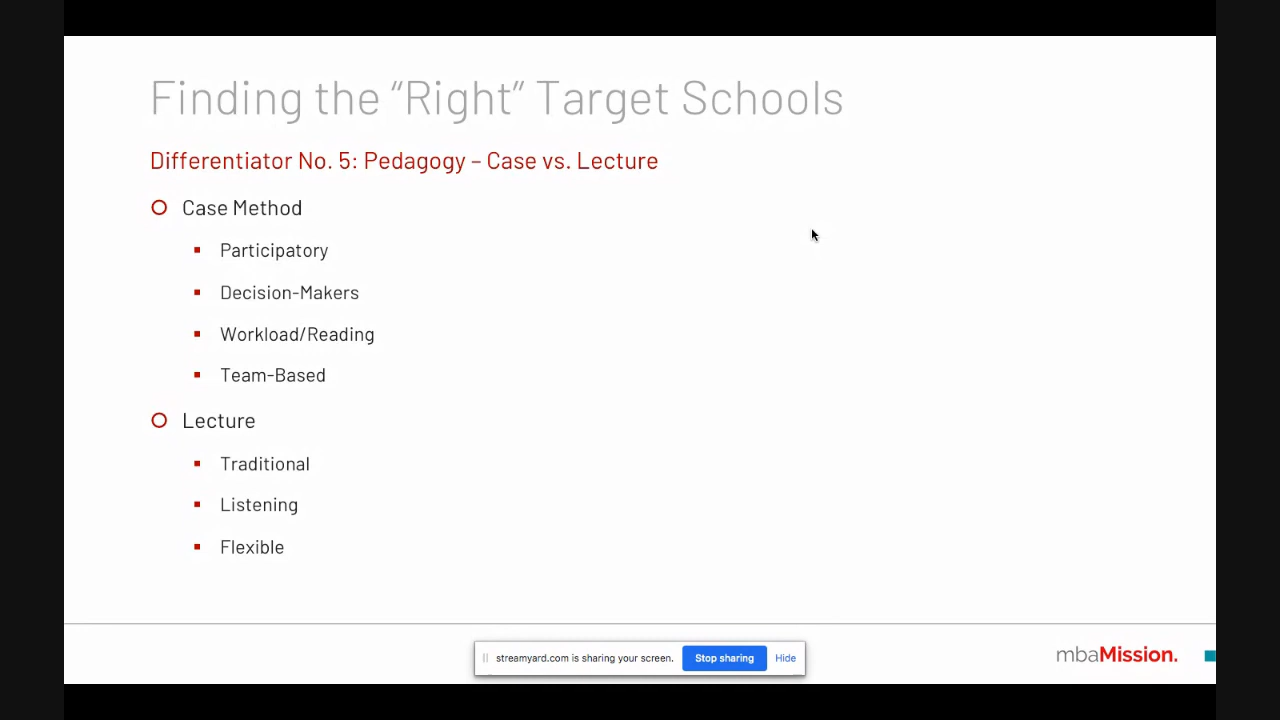 Finding the “Right” Target Schools
Differentiator No. 5: Pedagogy – Case vs. Lecture
Case Method
Participatory
Decision-Makers
Workload/Reading
Team-Based
Lecture
Traditional
Listening
Flexible
streamyard.com is sharing your screen. Stop sharing Hide
mbaMission.